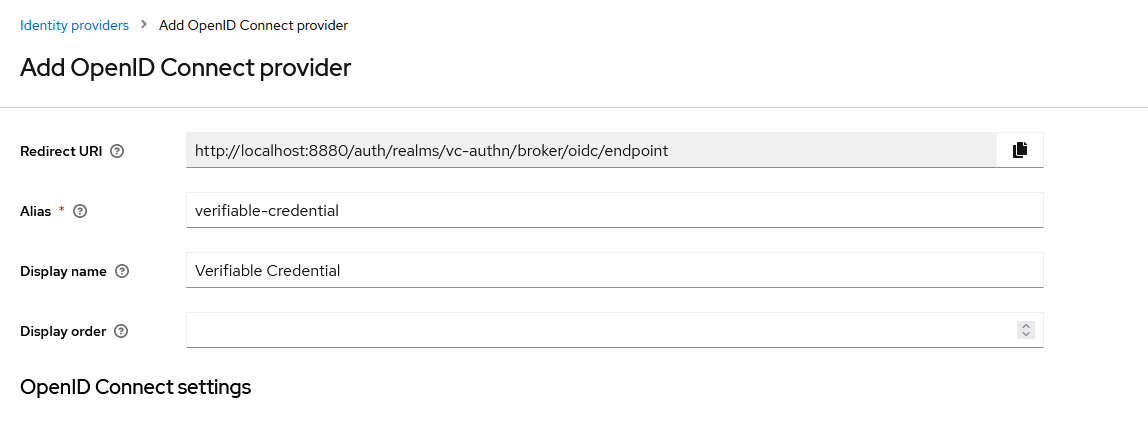 Identity providers > Add OpenID Connect provider
Add OpenID Connect provider
Redirect URI ? http://localhost:8880/auth/realms/vc-authn/broker/oidc/endpoint
Alias * ? verifiable-credential
Display name ? Verifiable Credential
Display order ?
OpenID Connect settings